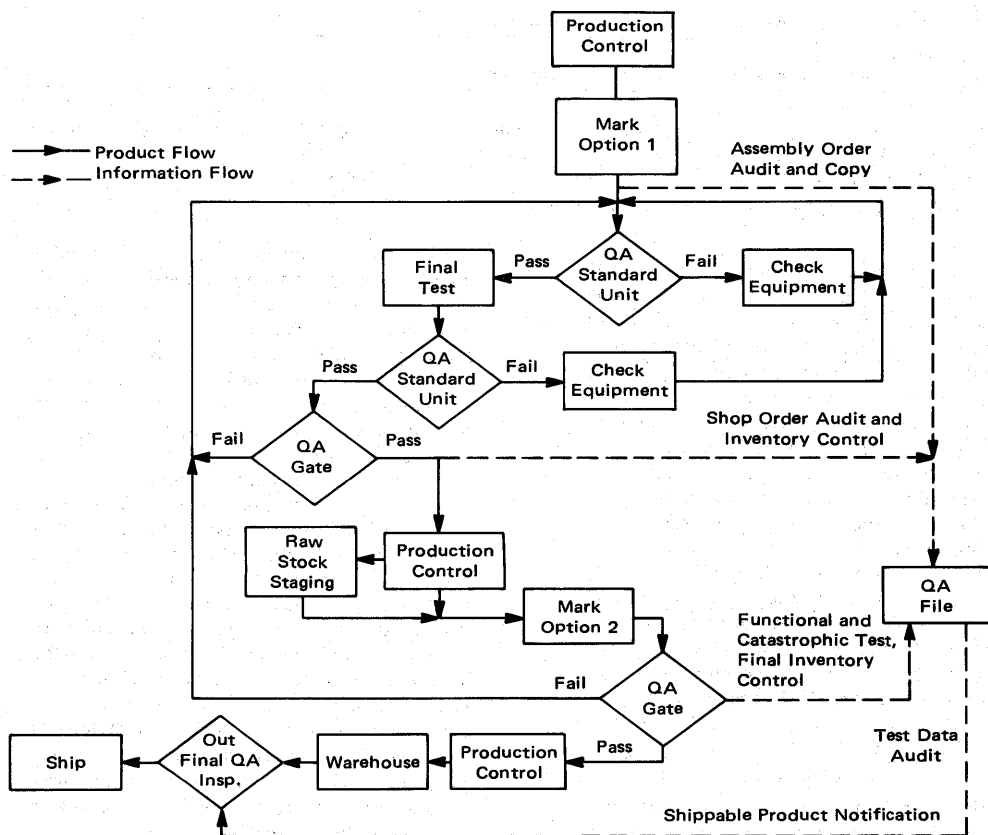 Production
Control
Mark
Option 1
Product Flow
Information Flow
Assembly Order
Audit and Copy
QA
Standard
Unit
Pass
Fail
Final
Test
Check
Equipment
QA
Standard
Unit
Pass
Fail
Check
Equipment
Shop Order Audit and
Inventory Control
Fail
QA
Gate
Pass
Raw
Stock
Staging
Production
Control
Mark
Option 2
QA
File
Functional and
Catastrophic Test,
Final Inventory
Control
Fail
QA
Gate
Pass
Test Data
Audit
Ship
Out
Final QA
Insp.
Warehouse
Production
Control
Shippable Product Notification